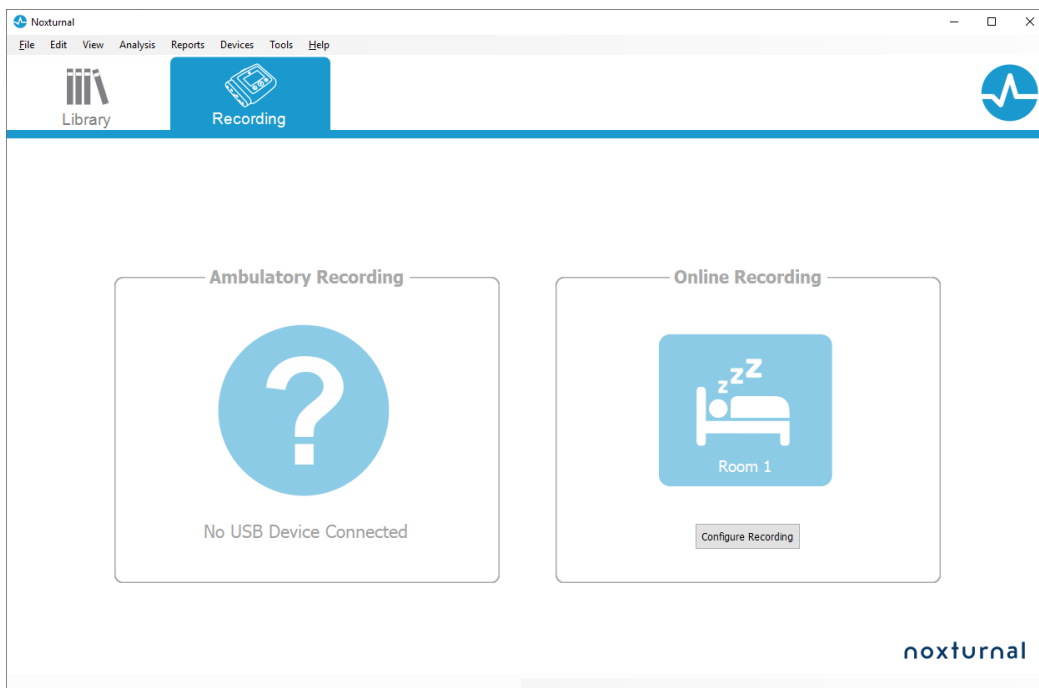 Noxturnal
File Edit View Analysis Reports Devices Tools Help
Library
Recording
Ambulatory Recording
No USB Device Connected
Online Recording
zzZ
Room 1
Configure Recording
noxturnal